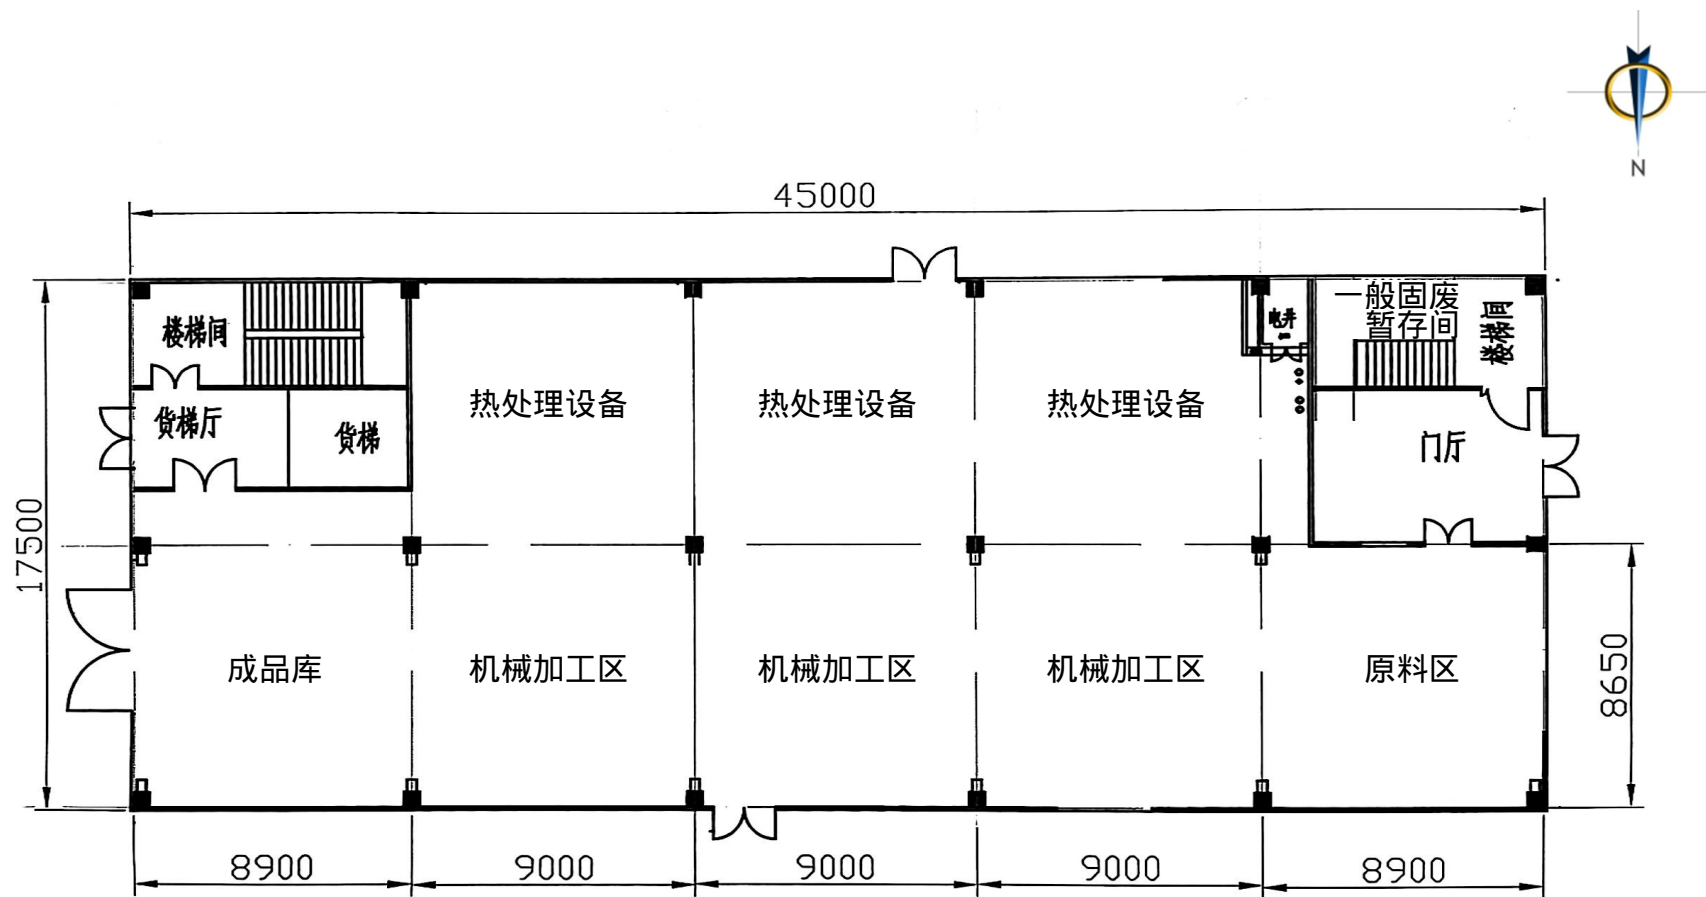 N
45000
一般固废
暂存间
楼梯间
楼梯间
电井
热处理设备
热处理设备
热处理设备
货梯厅
货梯
门厅
17500
成品库
机械加工区
机械加工区
机械加工区
原料区
8650
8900
9000
9000
9000
8900